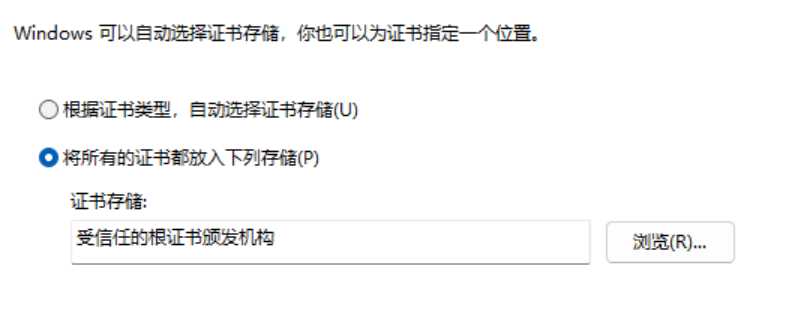 Windows 可以自动选择证书存储，你也可以为证书指定一个位置。
根据证书类型，自动选择证书存储(U)
将所有的证书都放入下列存储(P)
证书存储:
受信任的根证书颁发机构
浏览(R)...